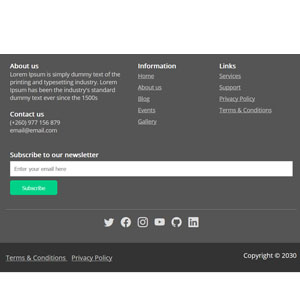 About us
Lorem Ipsum is simply dummy text of the
printing and typesetting industry. Lorem
Ipsum has been the industry's standard
dummy text ever since the 1500s
Contact us
(+260) 977 156 879
email@email.com
Information
Home
About us
Blog
Events
Gallery
Links
Services
Support
Privacy Policy
Terms & Conditions
Subscribe to our newsletter
Enter your email here
Subscribe
Terms & Conditions Privacy Policy
Copyright © 2030